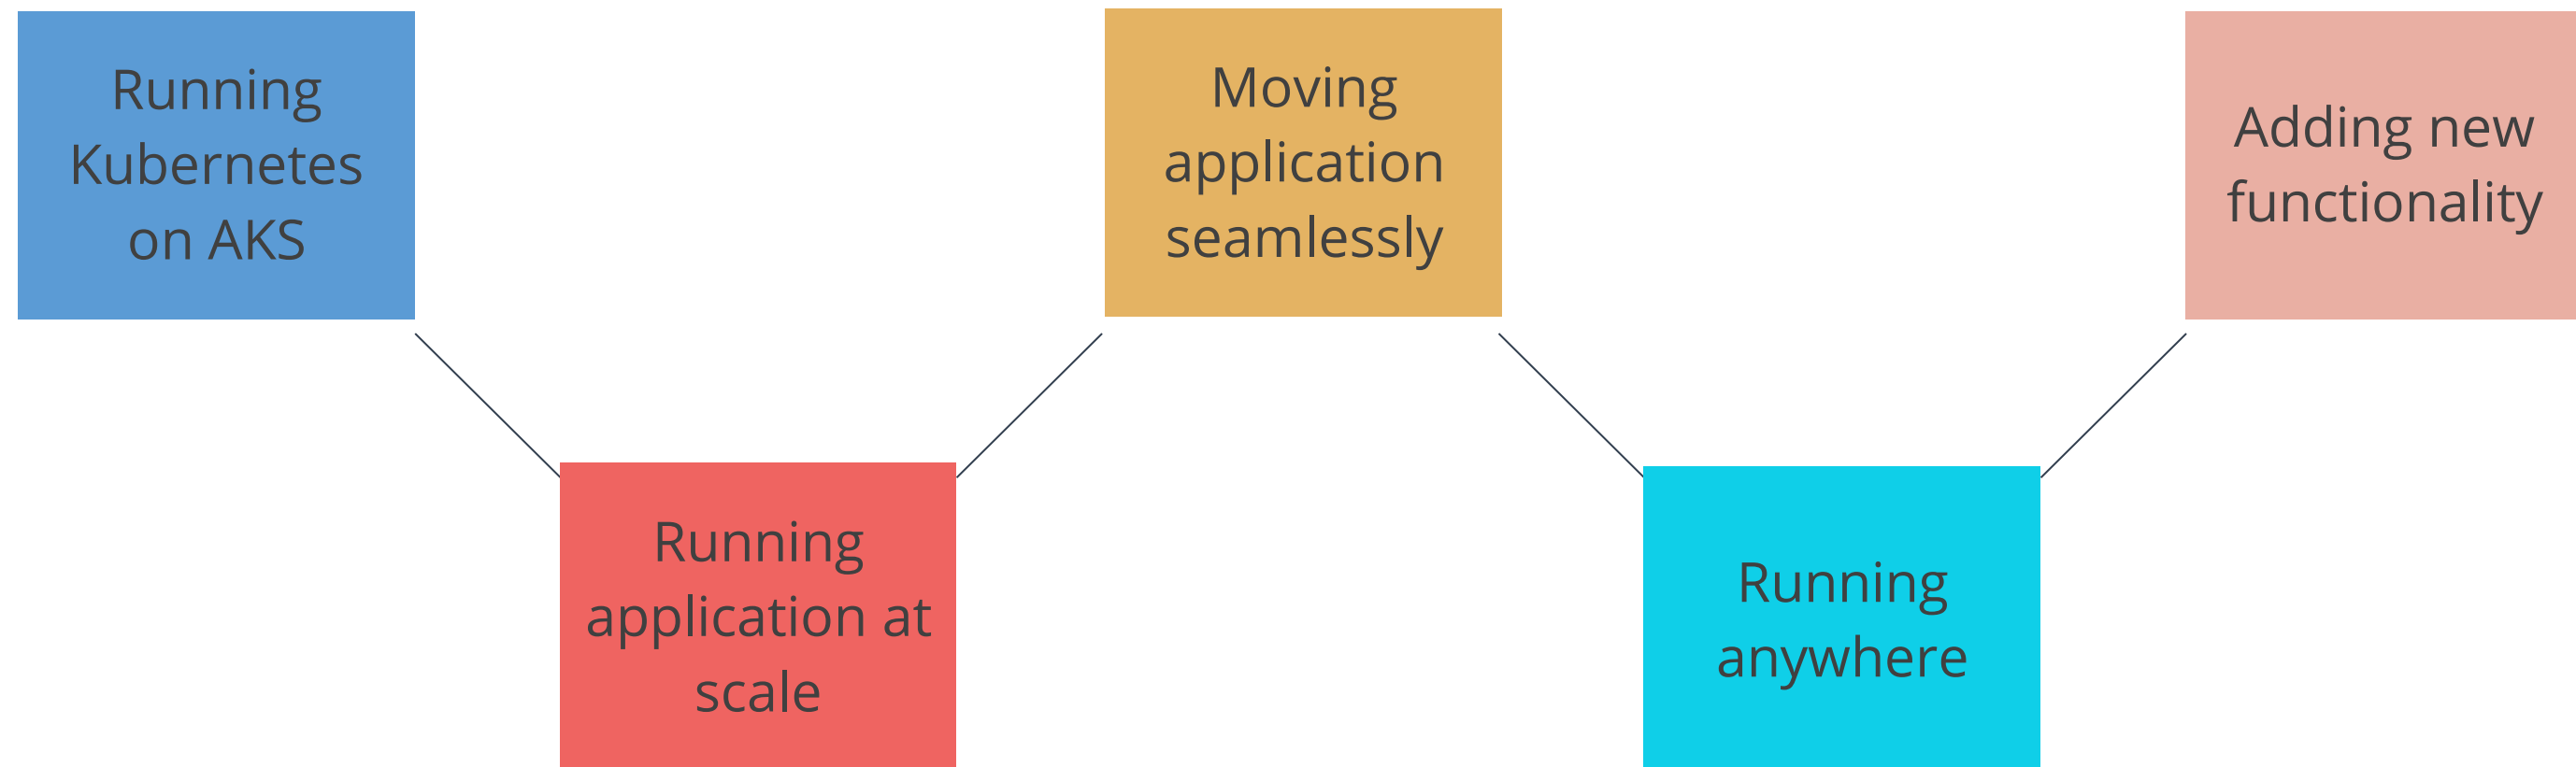 Running
Kubernetes
on AKS
Running
application at
scale
Moving
application
seamlessly
Running
anywhere
Adding new
functionality